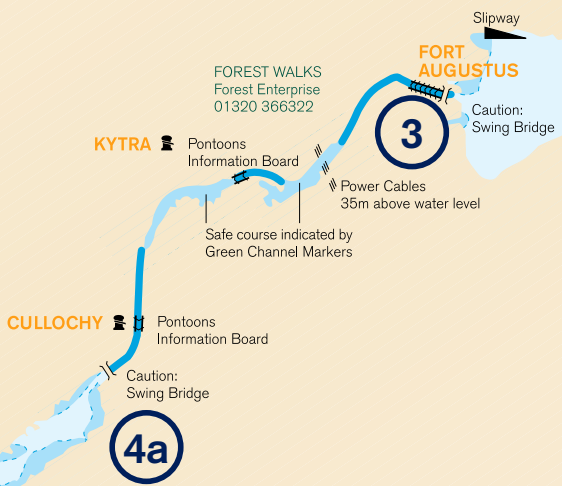 Slipway
FORT
AUGUSTUS
FOREST WALKS
Forest Enterprise
01320 366322
Caution:
Swing Bridge
3
KYTRA
Pontoons
Information Board
Power Cables
35m above water level
Safe course indicated by
Green Channel Markers
CULLOCHY
Pontoons
Information Board
Caution:
Swing Bridge
4a